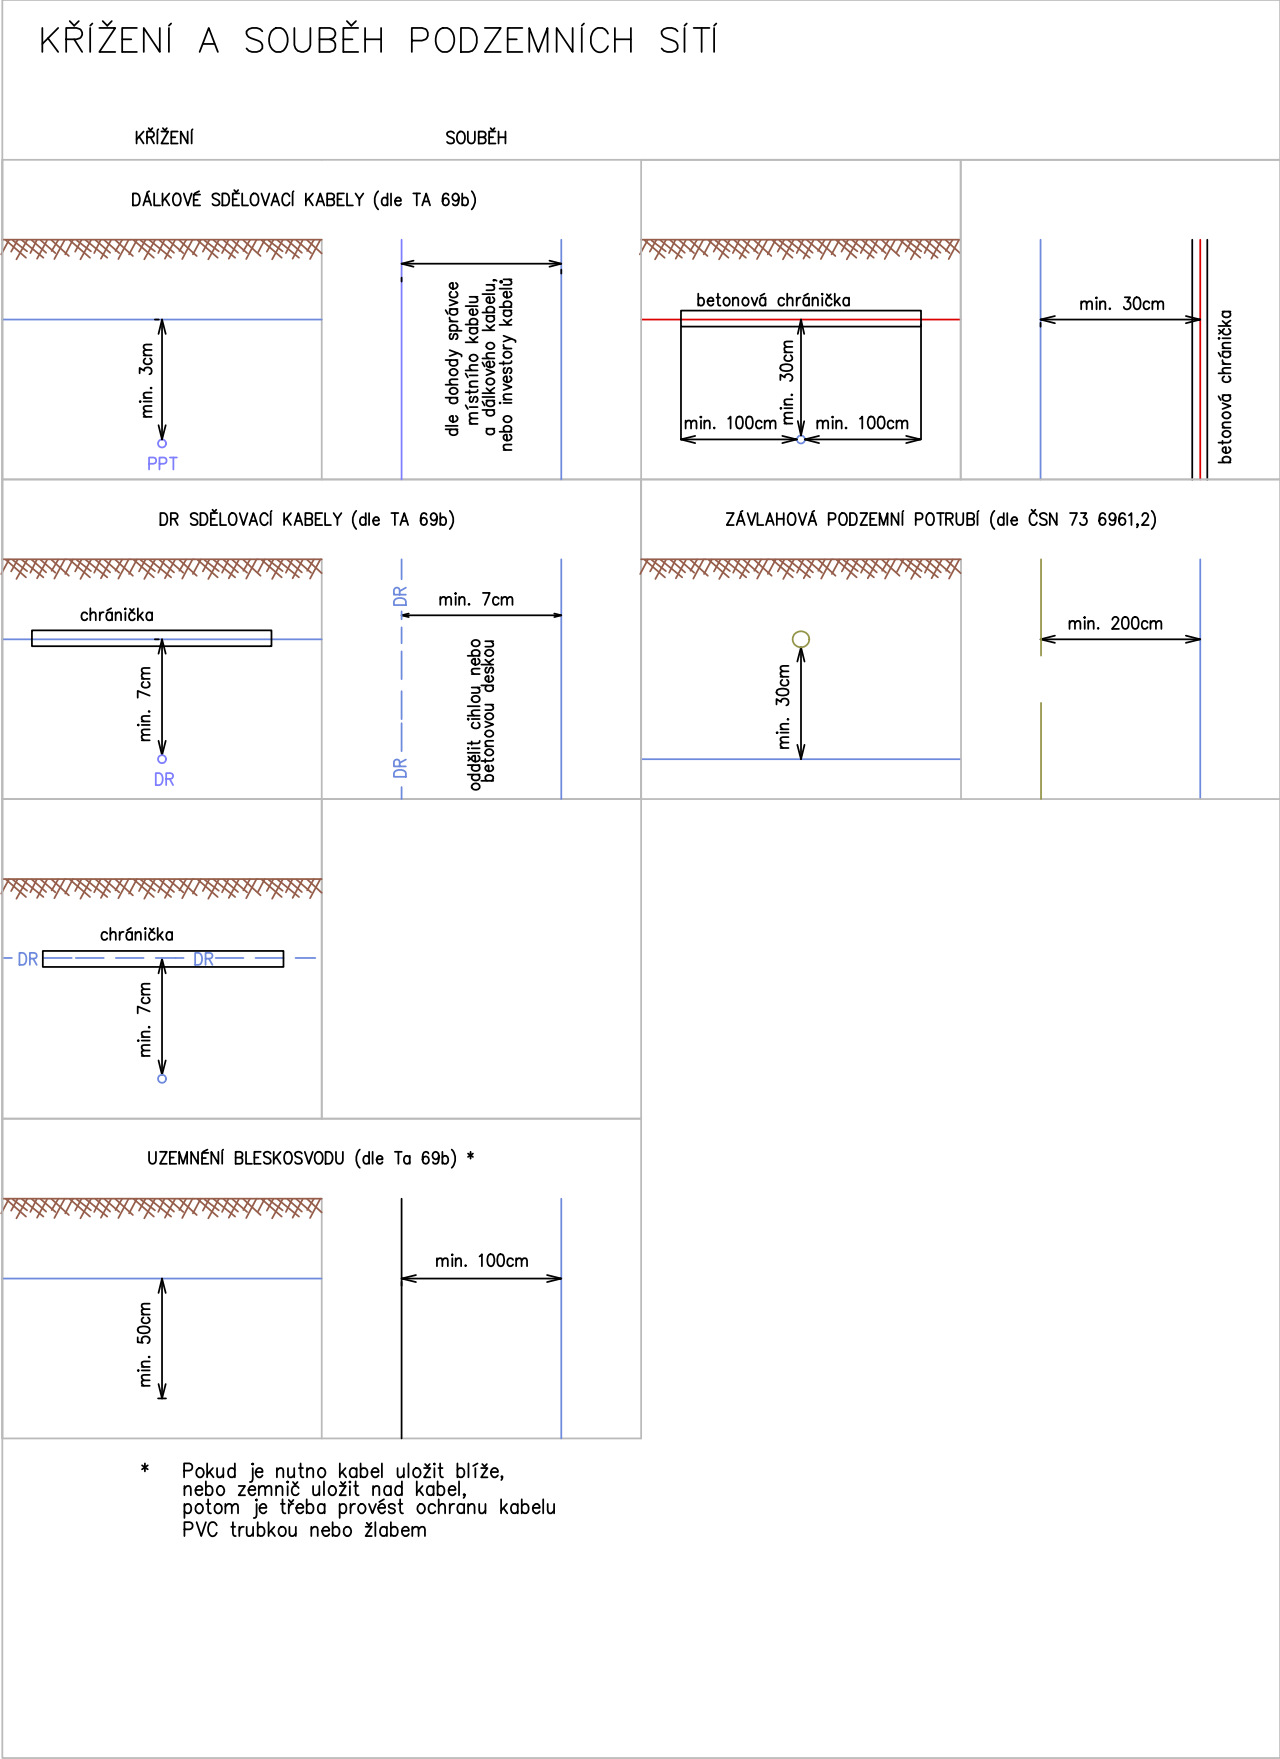 KŘÍŽENÍ A SOUBĚH PODZEMNÍCH SÍTÍ
KŘÍŽENÍ
SOUBĚH
DÁLKOVÉ SDĚLOVACÍ KABELY (dle TA 69b)
min. 3cm
PPT
dle dohody správce
místního kabelu
a dálkového kabelu,
nebo investory kabelů
betonová chránička
min. 30cm
min. 100cm
min. 100cm
min. 30cm
betonová chránička
DR SDĚLOVACÍ KABELY (dle TA 69b)
chránička
min. 7cm
DR
DR
DR
min. 7cm
oddělit cihlou nebo
betonovou deskou
ZÁVLAHOVÁ PODZEMNÍ POTRUBÍ (dle ČSN 73 6961,2)
min. 30cm
min. 200cm
chránička
DR
DR
min. 7cm
UZEMNÉNÍ BLESKOSVODU (dle Ta 69b) *
min. 50cm
min. 100cm
* Pokud je nutno kabel uložit blíže,
nebo zemnič uložit nad kabel,
potom je třeba provést ochranu kabelu
PVC trubkou nebo žlabem